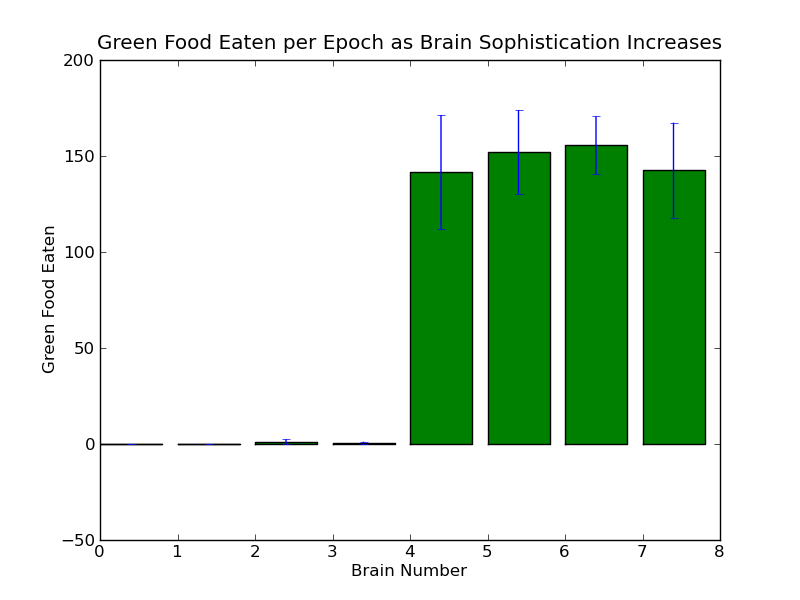 Green Food Eaten per Epoch as Brain Sophistication Increases
200
150
100
50
0
−50
Green Food Eaten
0 1 2 3 4 5 6 7 8
Brain Number